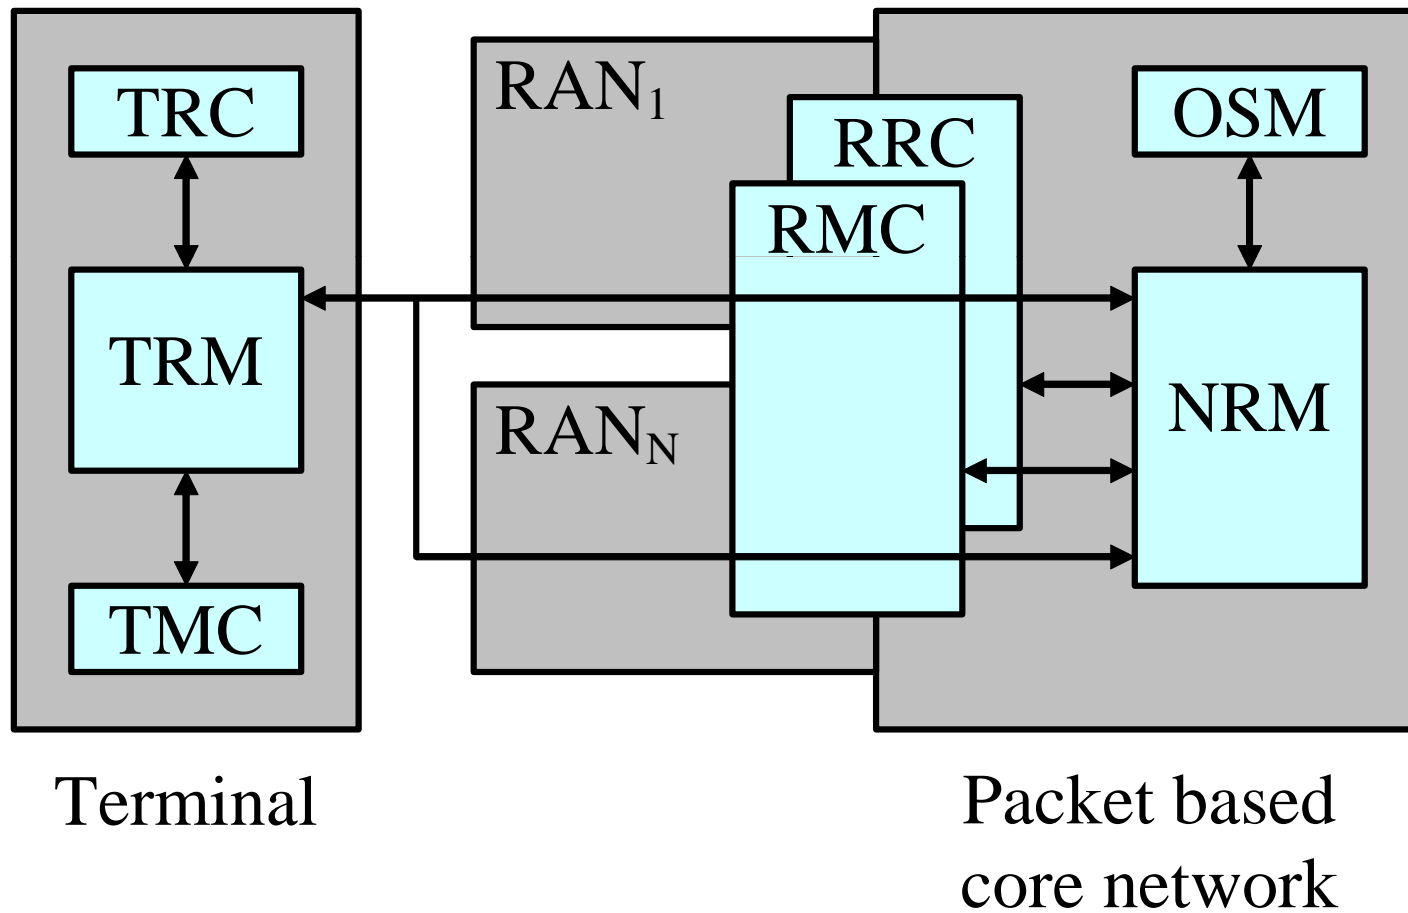 TRC
TRM
TMC
Terminal
RAN₁
RRC
RMC
RANN
OSM
NRM
Packet based
core network